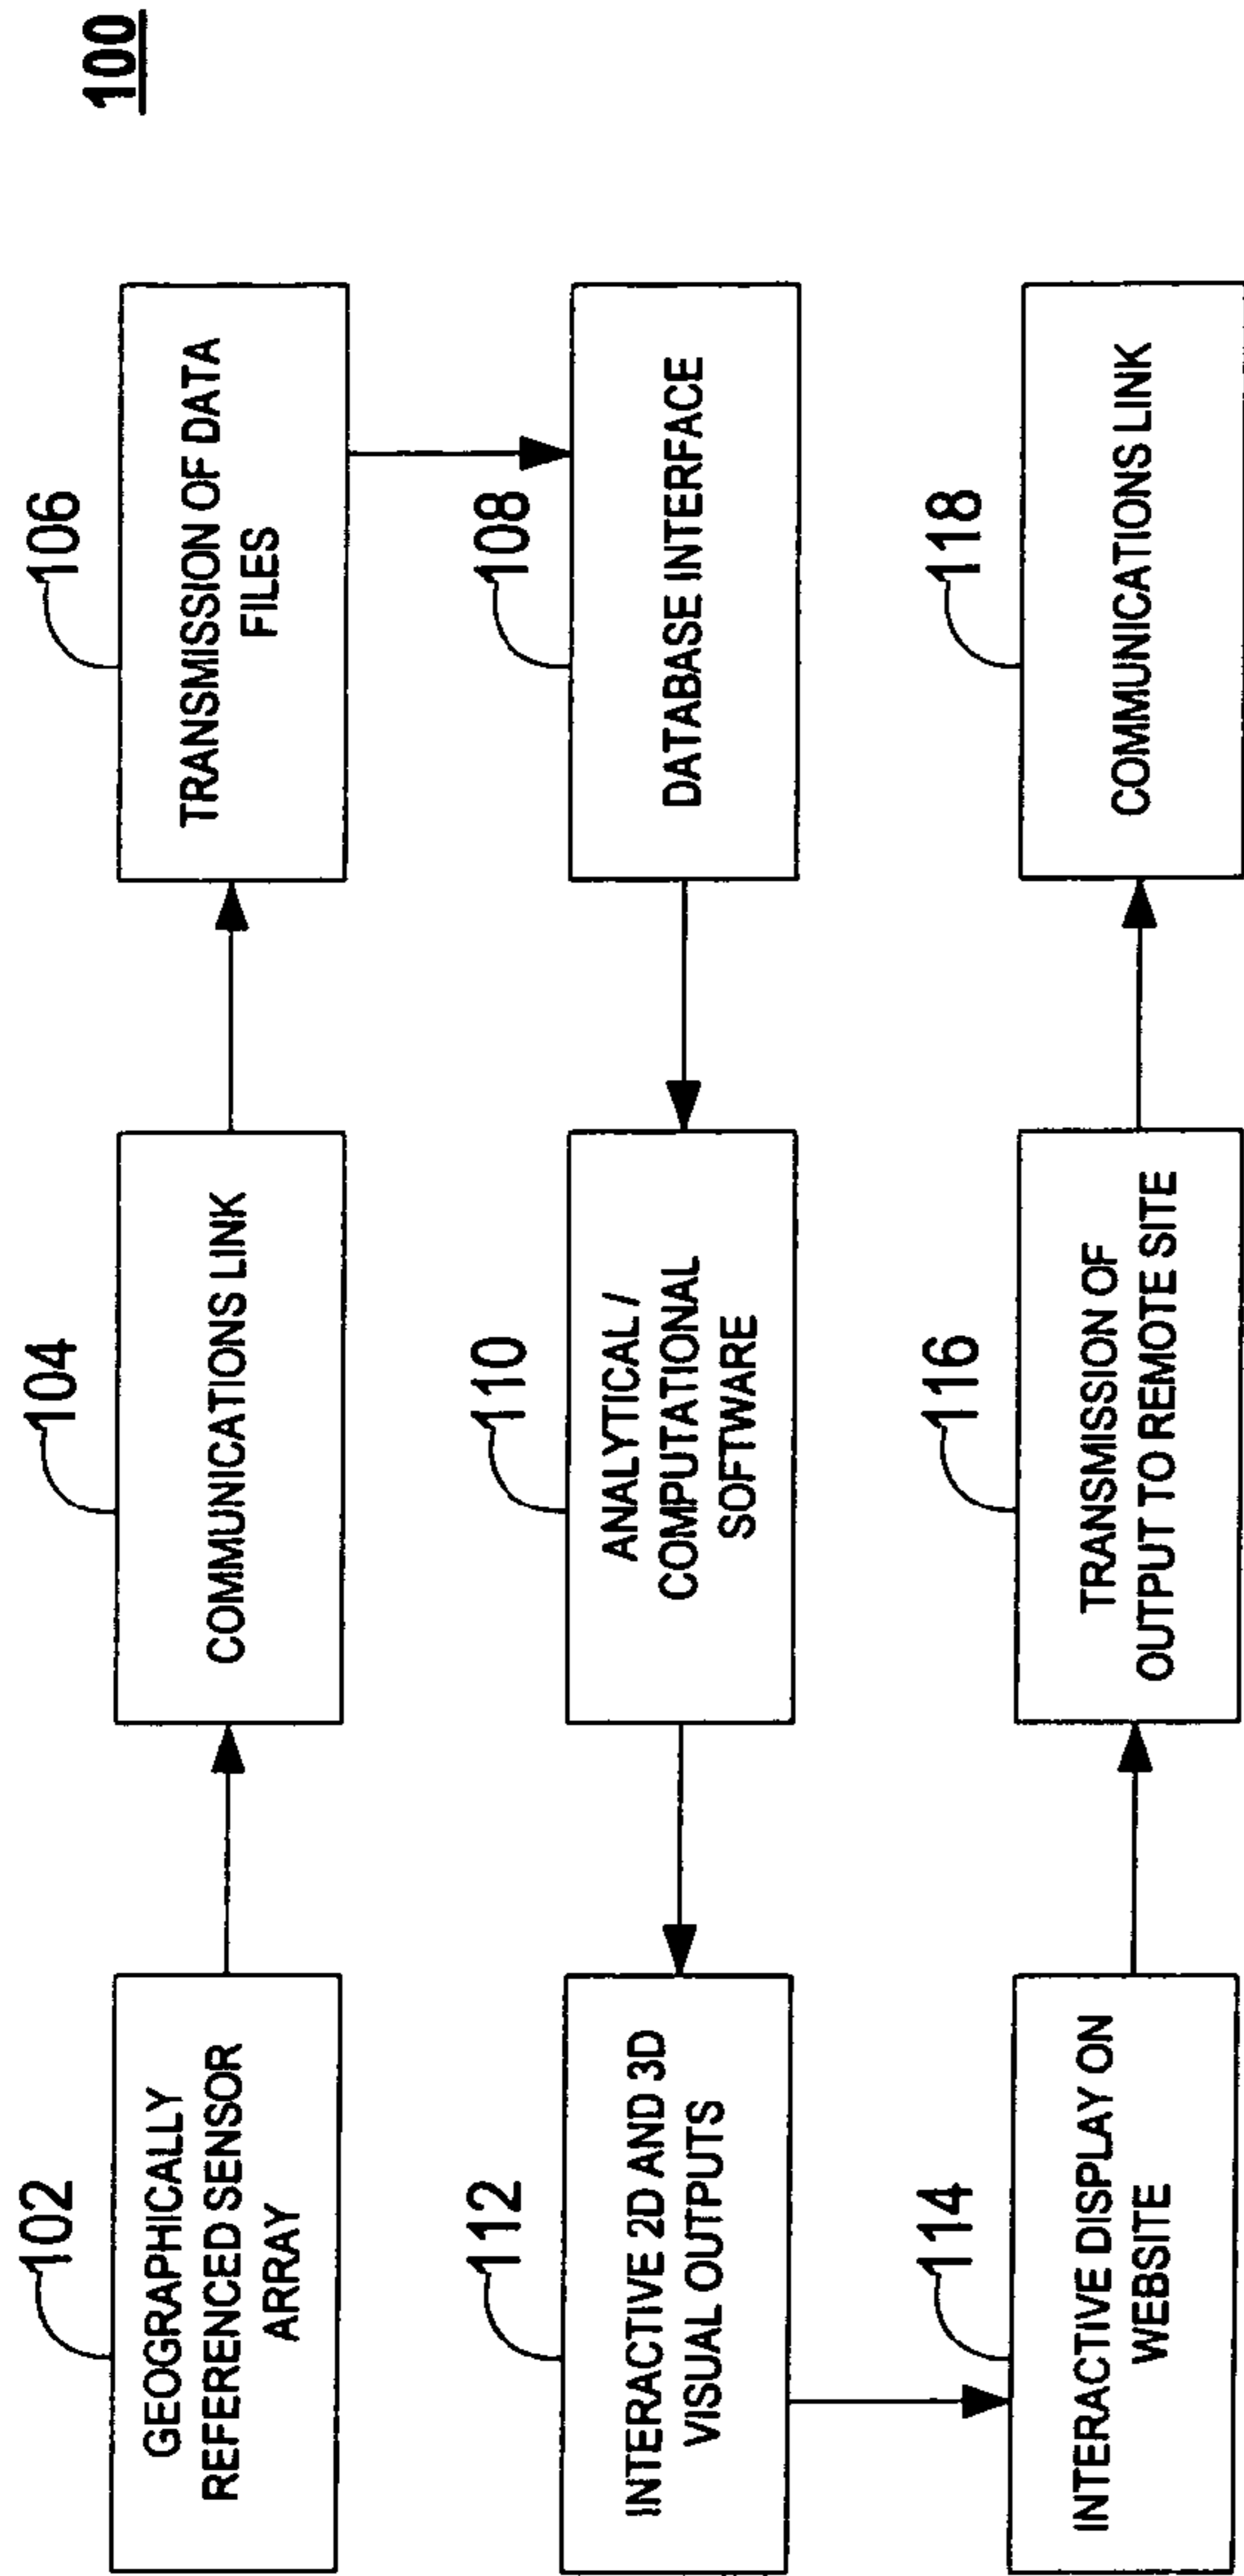 100
102
GEOGRAPHICALLY
REFERENCED SENSOR
ARRAY
104
COMMUNICATIONS LINK
106
TRANSMISSION OF DATA
FILES
108
DATABASE INTERFACE
110
ANALYTICAL /
COMPUTATIONAL
SOFTWARE
112
INTERACTIVE 2D AND 3D
VISUAL OUTPUTS
114
INTERACTIVE DISPLAY ON
WEBSITE
116
TRANSMISSION OF
OUTPUT TO REMOTE SITE
118
COMMUNICATIONS LINK